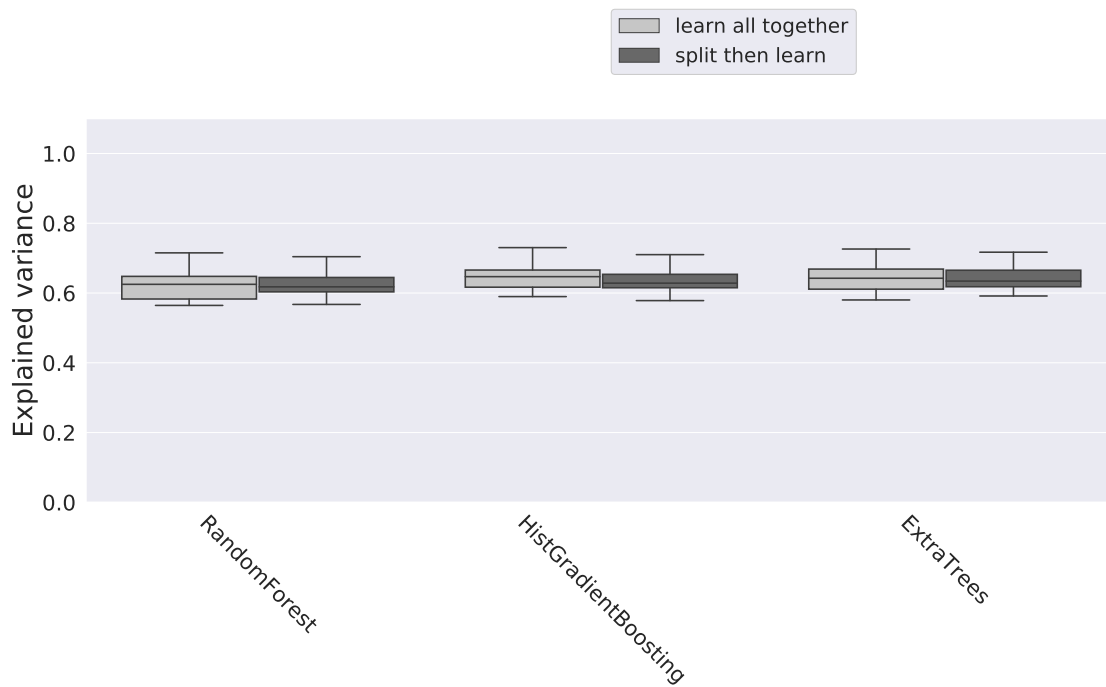 learn all together
split then learn
Explained variance
1.0
0.8
0.6
0.4
0.2
0.0
RandomForest
HistGradientBoosting
ExtraTrees